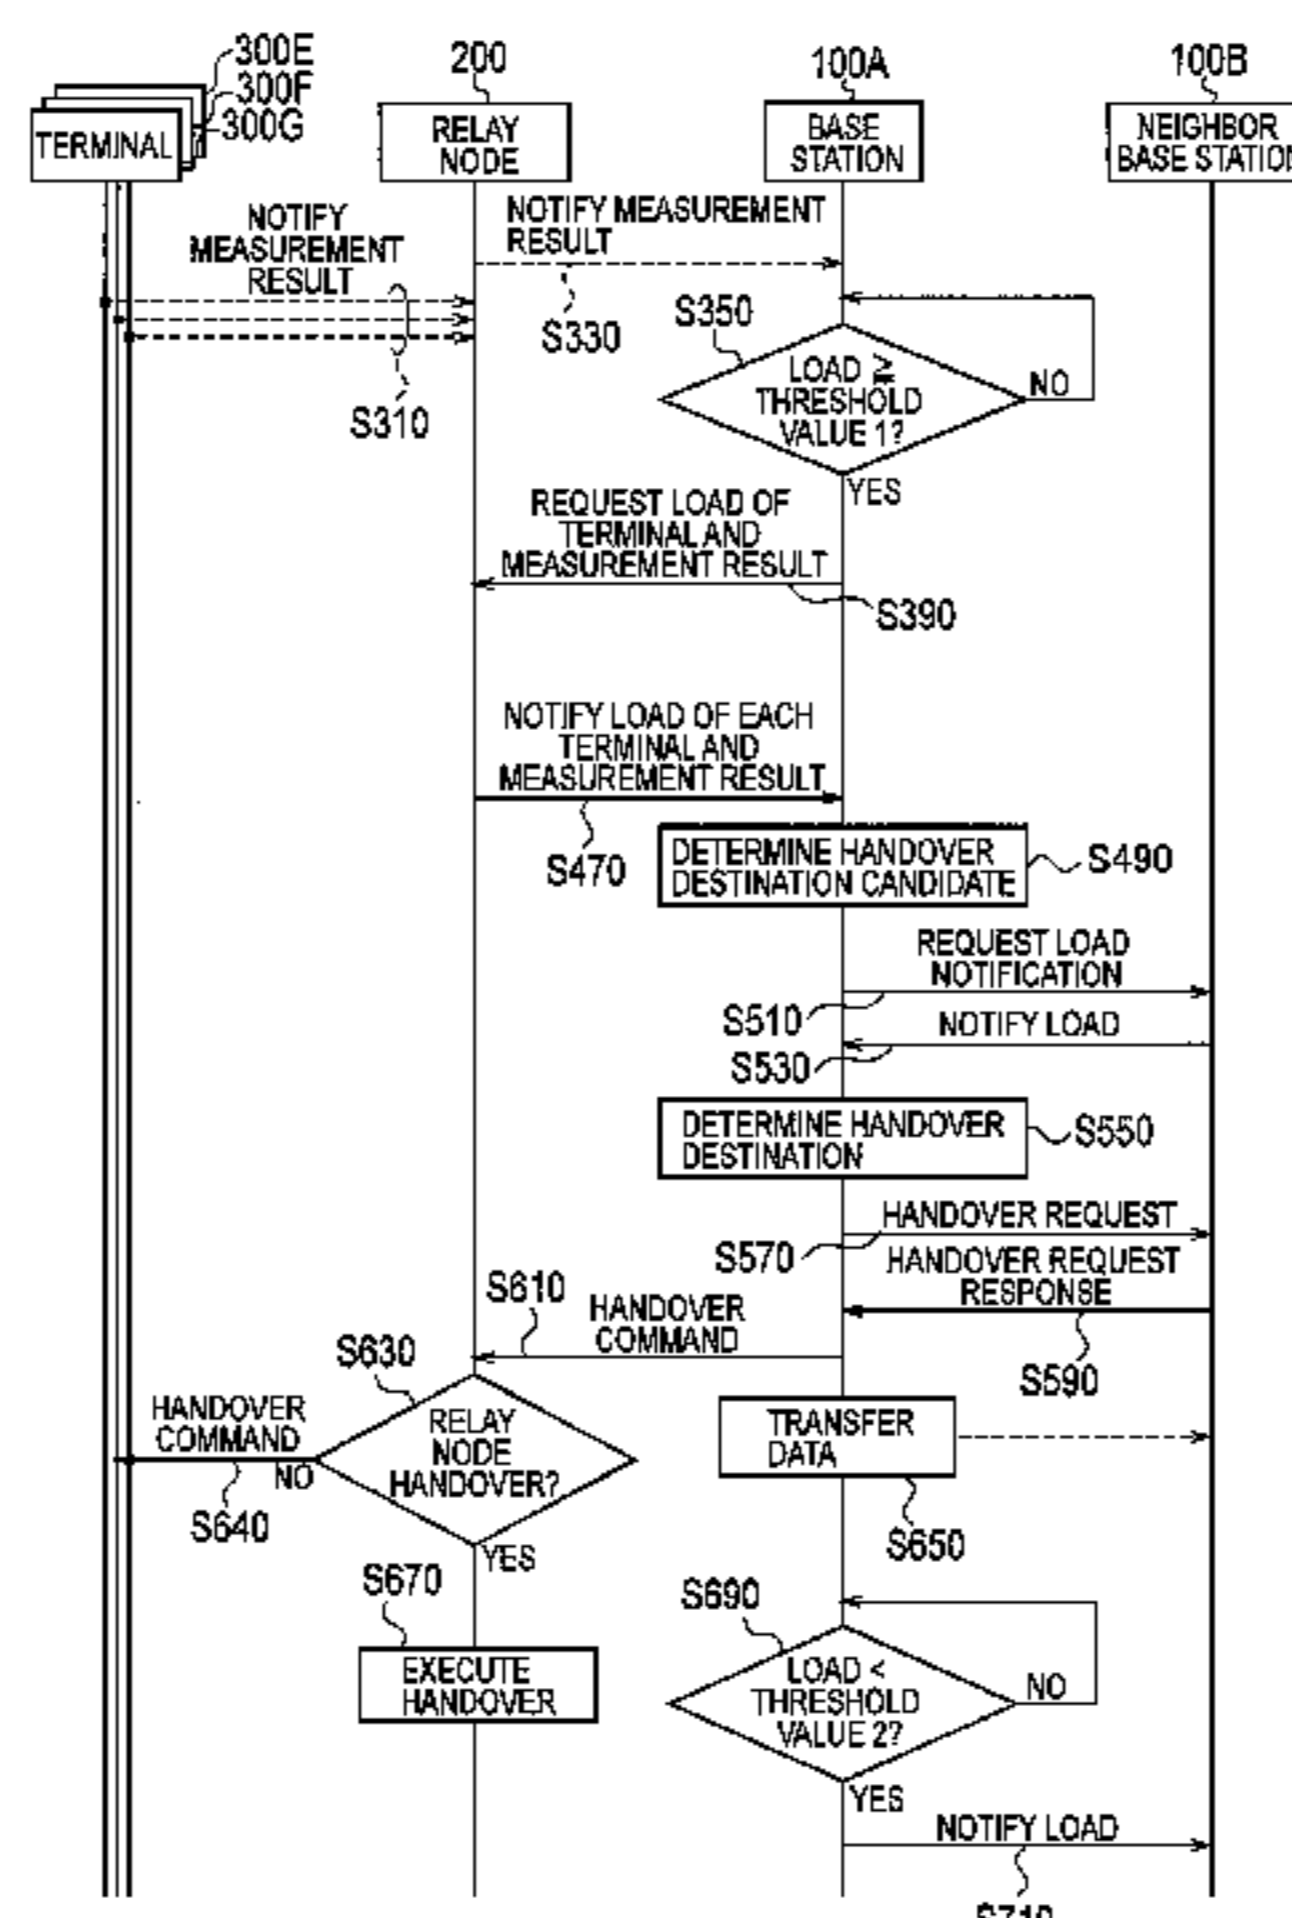 300E
300F
300G
200
100A
100B
TERMINAL
RELAY
NODE
BASE
STATION
NEIGHBOR
BASE STATION
NOTIFY
MEASUREMENT
RESULT
NOTIFY MEASUREMENT
RESULT
S310
S330
S350
LOAD ≧
THRESHOLD
VALUE 1?
NO
YES
REQUEST LOAD OF
TERMINAL AND
MEASUREMENT RESULT
S390
NOTIFY LOAD OF EACH
TERMINAL AND
MEASUREMENT RESULT
S470
DETERMINE HANDOVER
DESTINATION CANDIDATE
S490
REQUEST LOAD
NOTIFICATION
S510
NOTIFY LOAD
S530
DETERMINE HANDOVER
DESTINATION
S550
HANDOVER REQUEST
S570
HANDOVER REQUEST
RESPONSE
S590
S610
HANDOVER
COMMAND
S630
RELAY
NODE
HANDOVER?
HANDOVER
COMMAND
NO
S640
YES
TRANSFER
DATA
S650
S670
EXECUTE
HANDOVER
S690
LOAD <
THRESHOLD
VALUE 2?
NO
YES
NOTIFY LOAD
S710